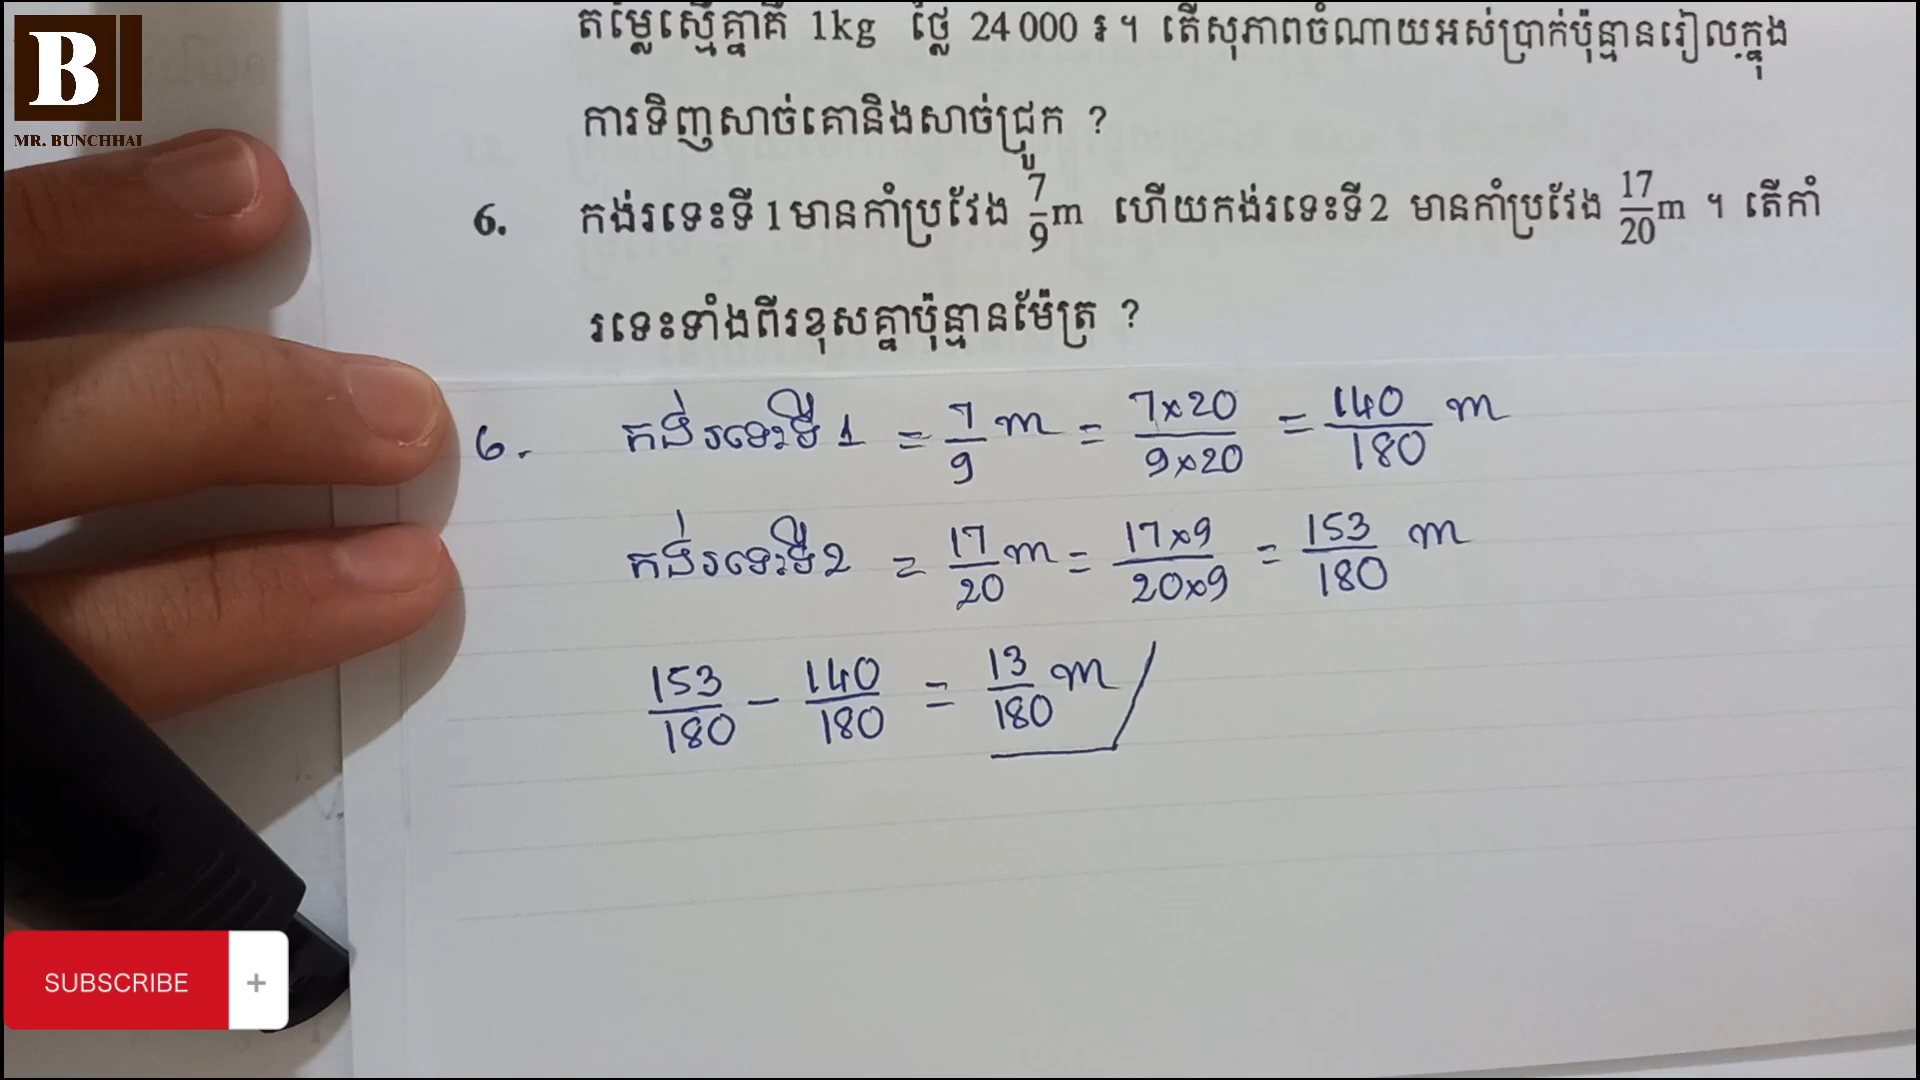 B
MR. BUNCHHAI
តម្លៃស្មើគ្នាគឺ 1kg ថ្លៃ 24 000 ៛ ។ តើសុភាពចំណាយអស់ប្រាក់ប៉ុន្មានរៀលក្នុង
ការទិញសាច់គោនិងសាច់ជ្រូក ?
6. កង់រទេះទី 1 មានកាំប្រវែង 7/9 m ហើយកង់រទេះទី 2 មានកាំប្រវែង 17/20 m ។ តើកាំ
រទេះទាំងពីរខុសគ្នាប៉ុន្មានម៉ែត្រ ?
6. កង់រទេះទី 1 = 7/9 m = 7×20/9×20 = 140/180 m
កង់រទេះទី 2 = 17/20 m = 17×9/20×9 = 153/180 m
153/180 - 140/180 = 13/180 m
SUBSCRIBE +